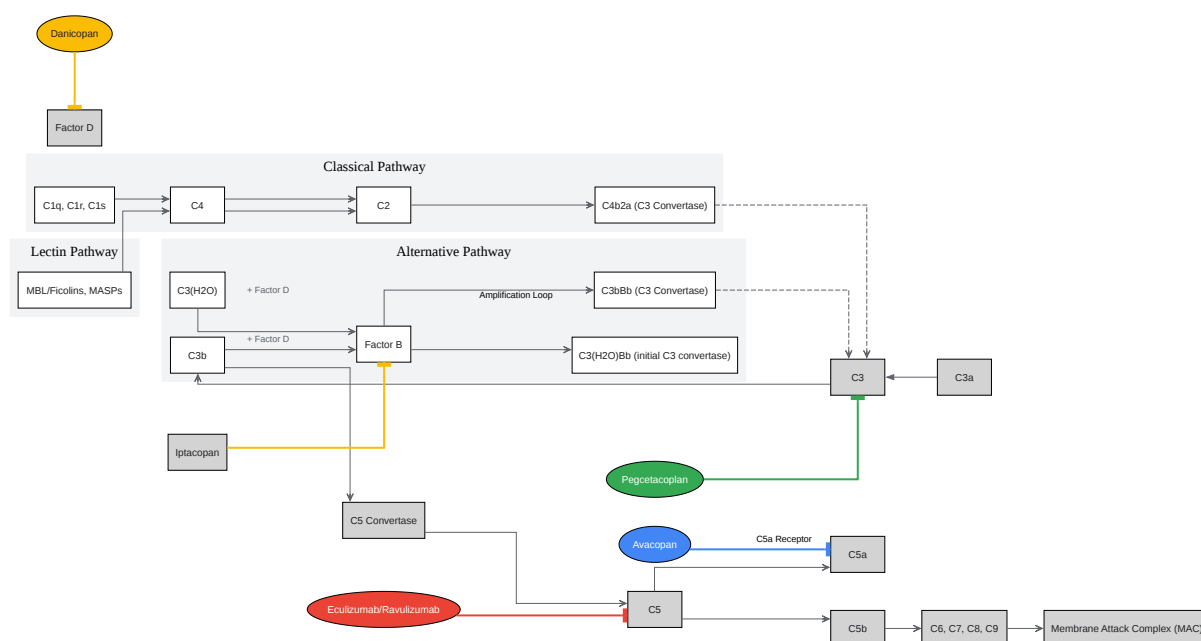 Danicopan
Factor D
Classical Pathway
C1q, C1r, C1s
C4
C2
C4b2a (C3 Convertase)
Lectin Pathway
MBL/Ficolins, MASPs
Alternative Pathway
C3(H2O)
+ Factor D
Amplification Loop
C3bBb (C3 Convertase)
+ Factor D
C3b
Factor B
C3(H2O)Bb (initial C3 convertase)
C3
C3a
Iptacopan
Pegcetacoplan
C5 Convertase
Avacopan
C5a Receptor
C5a
Eculizumab/Ravulizumab
C5
C5b
C6, C7, C8, C9
Membrane Attack Complex (MAC)